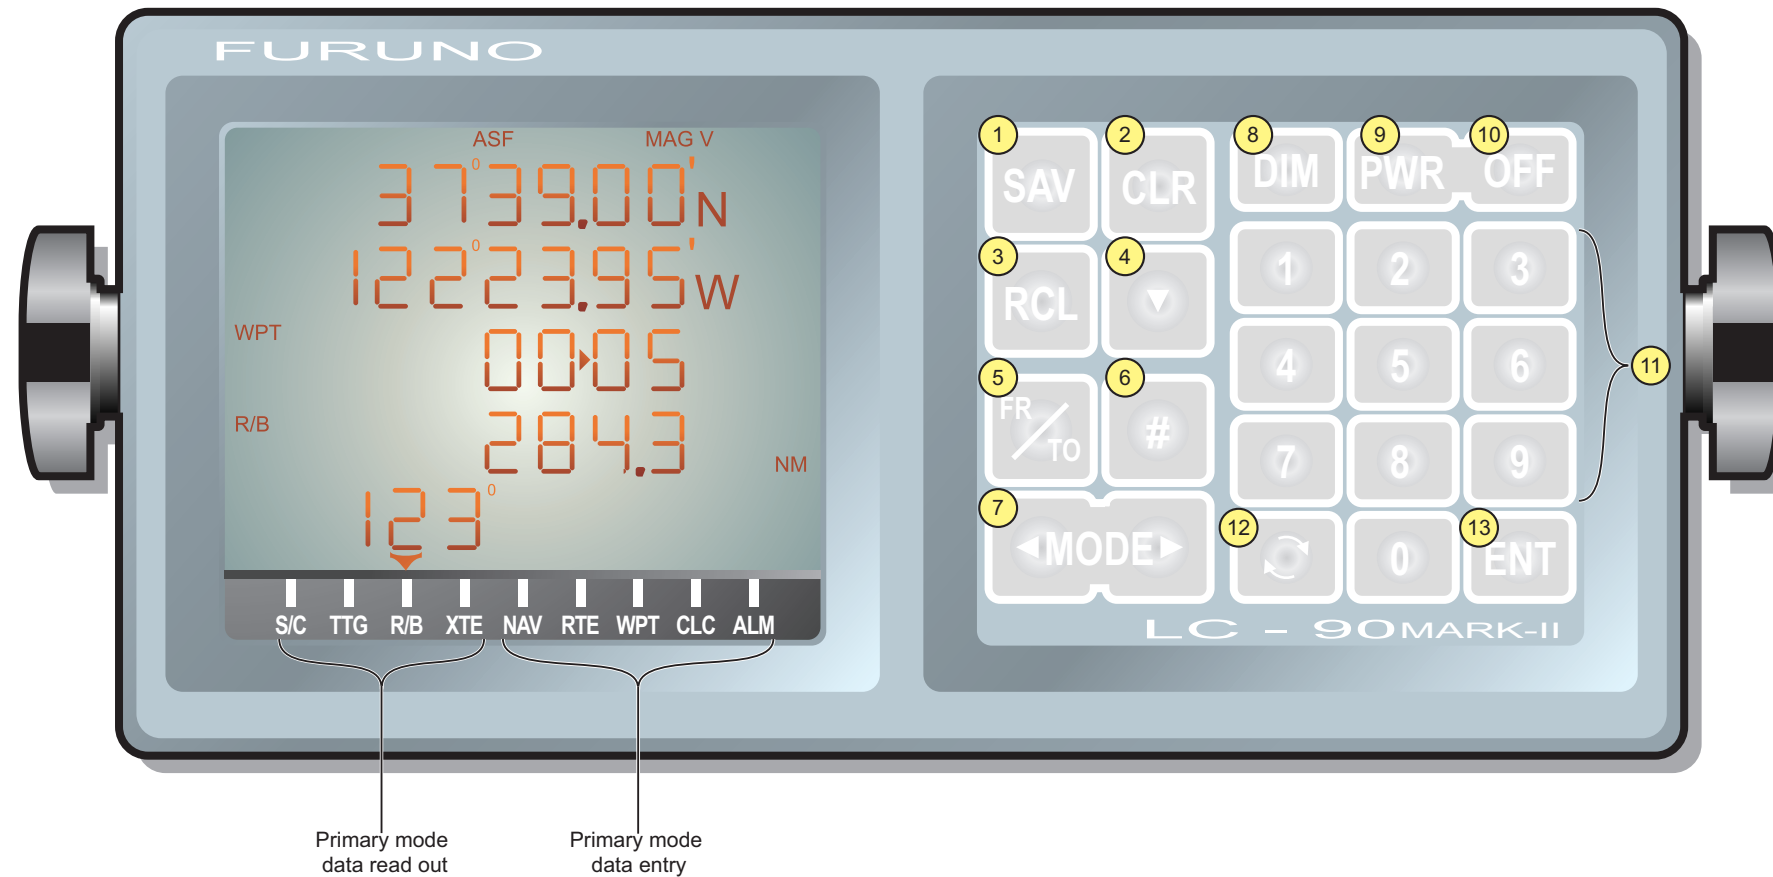 FURUNO
ASF MAG V
37°39.00'N
122°23.95'W
WPT 00▸05
R/B 284.3 NM
123°
S/C TTG R/B XTE NAV RTE WPT CLC ALM
Primary mode
data read out
Primary mode
data entry
1 SAV 2 CLR 8 DIM 9 PWR 10 OFF
3 RCL 4 ▼ 1 2 3
11
5 FR/TO 6 # 4 5 6
7 8 9
7 ◀MODE▶ 12 0 13 ENT
LC - 90 MARK-II